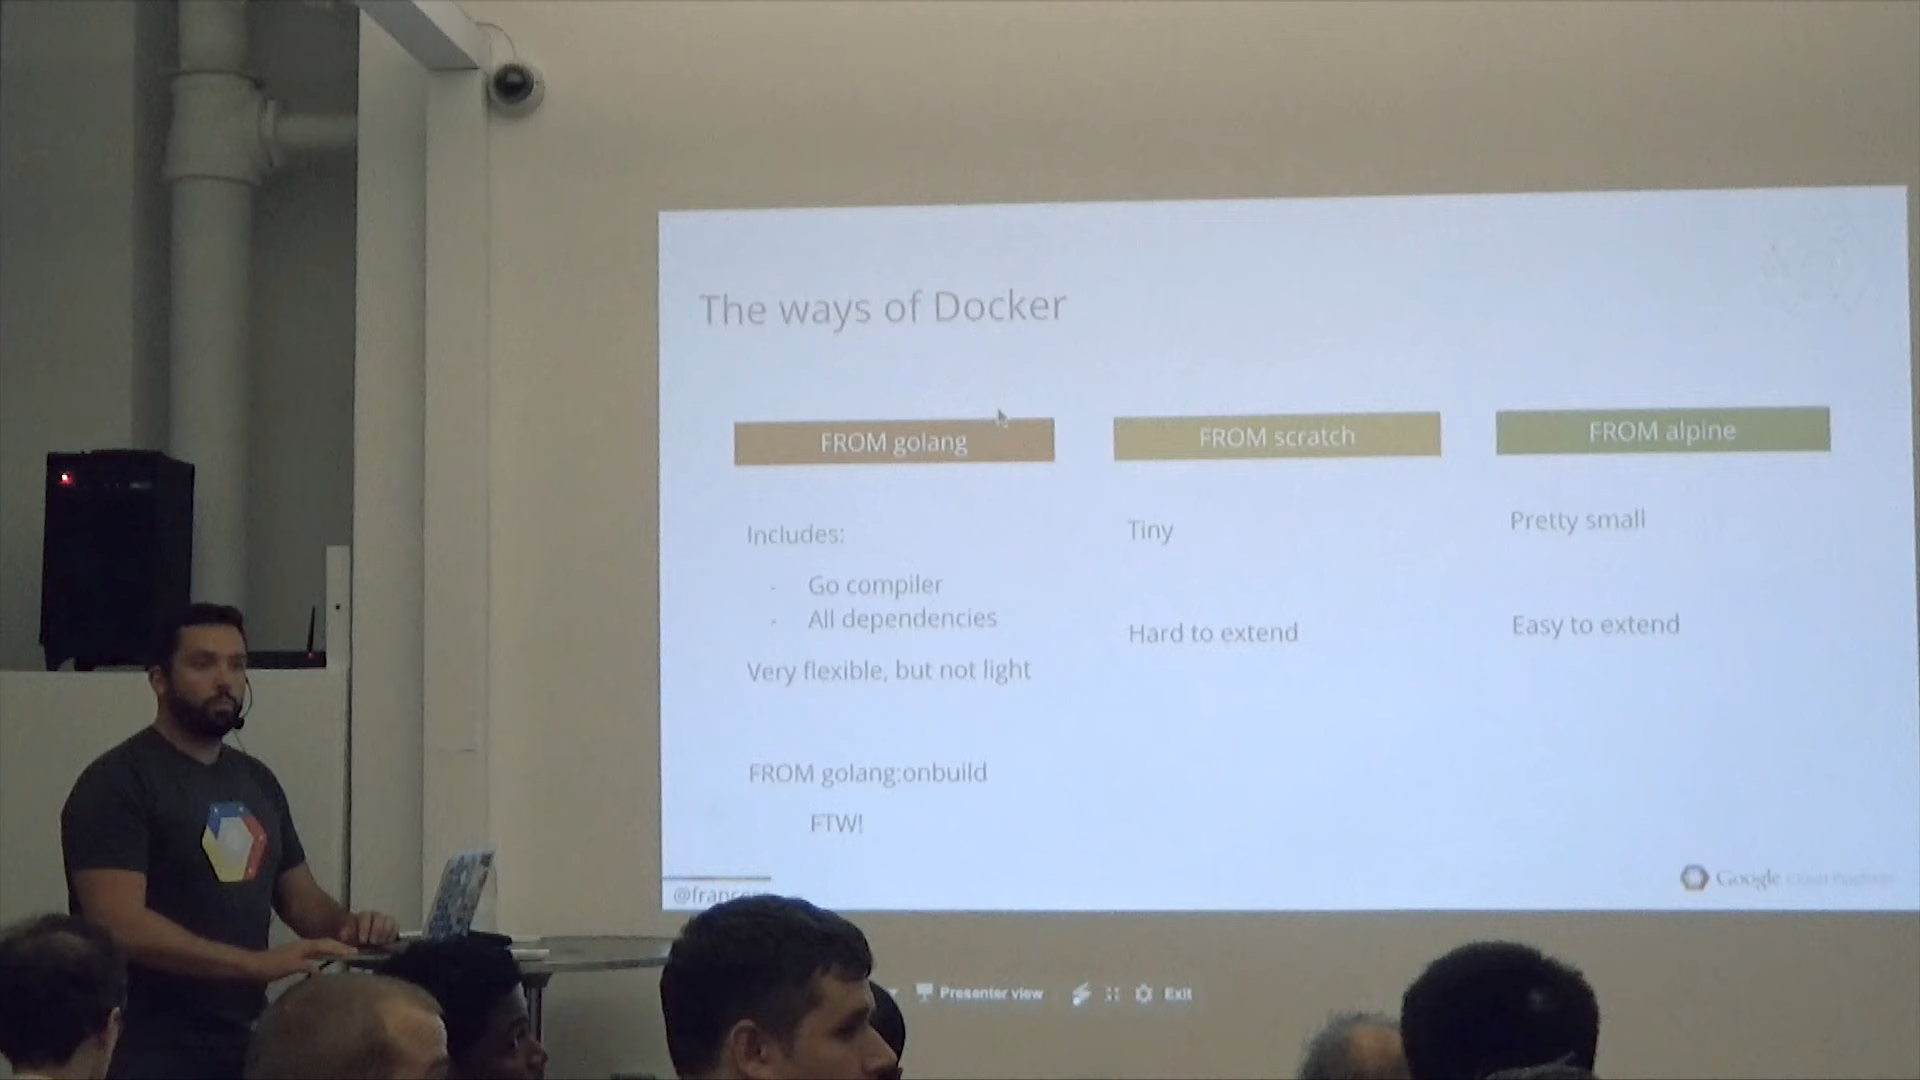 The ways of Docker
FROM golang
Includes:
- Go compiler
- All dependencies
Very flexible, but not light
FROM golang:onbuild
FTW!
FROM scratch
Tiny
Hard to extend
FROM alpine
Pretty small
Easy to extend
Google
Presenter view
Exit